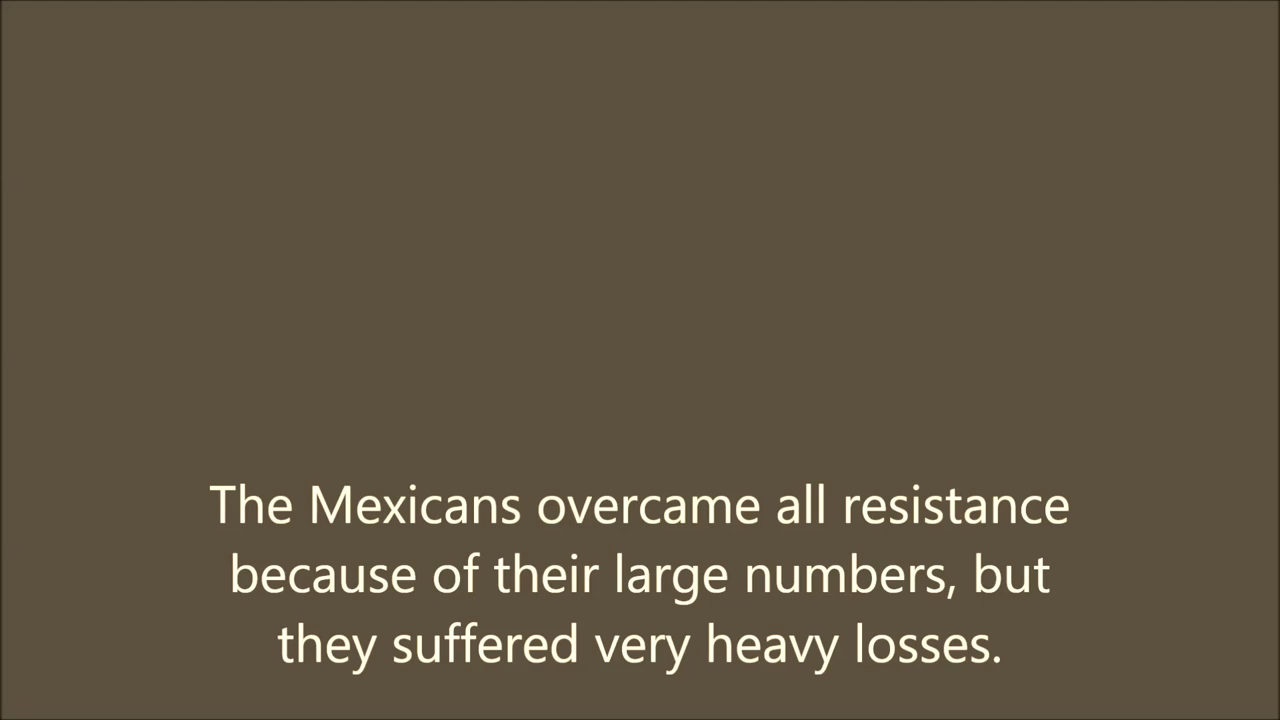 The Mexicans overcame all resistance
because of their large numbers, but
they suffered very heavy losses.